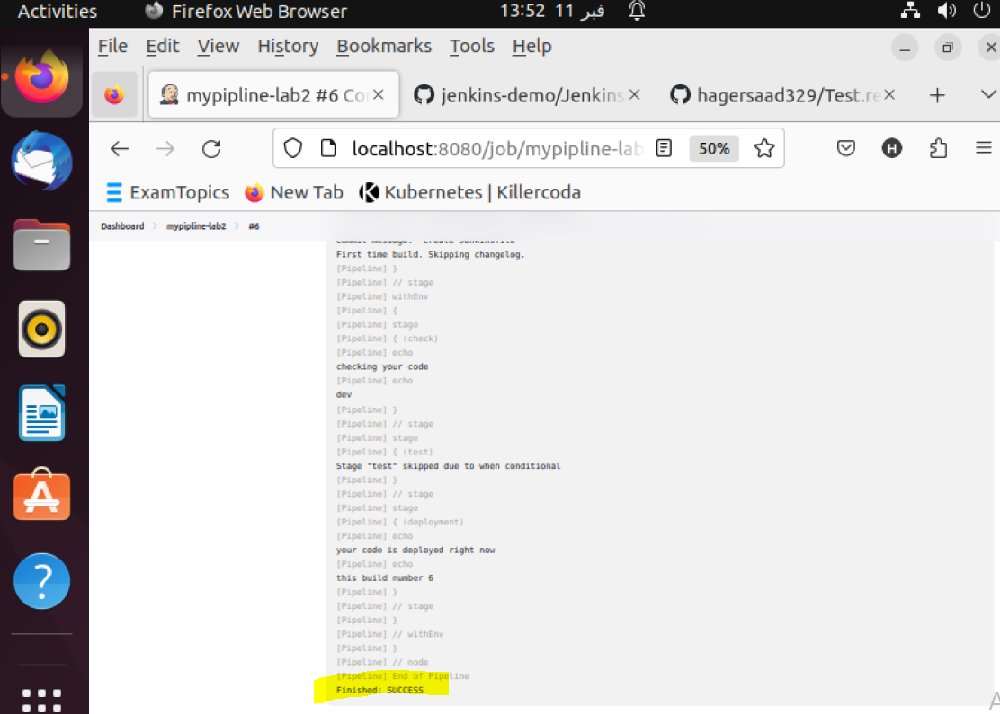 Activities Firefox Web Browser 13:52 11 فبر
File Edit View History Bookmarks Tools Help
mypipline-lab2 #6 Co jenkins-demo/Jenkins hagersaad329/Test.re
localhost:8080/job/mypipline-lab 50% H
ExamTopics New Tab Kubernetes | Killercoda
Dashboard mypipline-lab2 #6
Commit message: "Create Jenkinsfile"
First time build. Skipping changelog.
[Pipeline] }
[Pipeline] // stage
[Pipeline] withEnv
[Pipeline] {
[Pipeline] stage
[Pipeline] { (check)
[Pipeline] echo
checking your code
[Pipeline] echo
dev
[Pipeline] }
[Pipeline] // stage
[Pipeline] stage
[Pipeline] { (test)
Stage "test" skipped due to when conditional
[Pipeline] }
[Pipeline] // stage
[Pipeline] stage
[Pipeline] { (deployment)
[Pipeline] echo
your code is deployed right now
[Pipeline] echo
this build number 6
[Pipeline] }
[Pipeline] // stage
[Pipeline] }
[Pipeline] // withEnv
[Pipeline] }
[Pipeline] // node
[Pipeline] End of Pipeline
Finished: SUCCESS